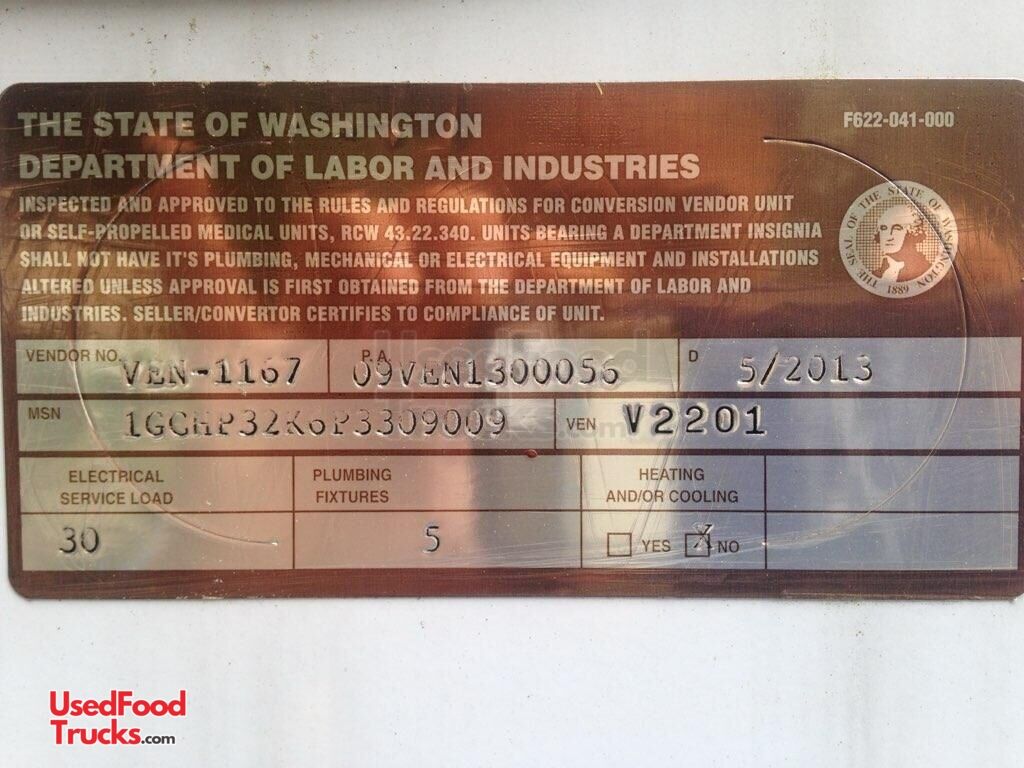 THE STATE OF WASHINGTON
F622-041-000
DEPARTMENT OF LABOR AND INDUSTRIES
INSPECTED AND APPROVED TO THE RULES AND REGULATIONS FOR CONVERSION VENDOR UNIT
OR SELF-PROPELLED MEDICAL UNITS, RCW 43.22.340. UNITS BEARING A DEPARTMENT INSIGNIA
SHALL NOT HAVE IT'S PLUMBING, MECHANICAL OR ELECTRICAL EQUIPMENT AND INSTALLATIONS
ALTERED UNLESS APPROVAL IS FIRST OBTAINED FROM THE DEPARTMENT OF LABOR AND
INDUSTRIES. SELLER/CONVERTOR CERTIFIES TO COMPLIANCE OF UNIT.
THE SEAL OF THE STATE OF WASHINGTON
1889
VENDOR NO. VEN-1167 P.A. 09VEN1300056 D 5/2013
MSN 1GCHP32K6P3309009 VEN V2201
ELECTRICAL SERVICE LOAD
PLUMBING FIXTURES
HEATING AND/OR COOLING
30 5 YES X NO
UsedFood
Trucks.com